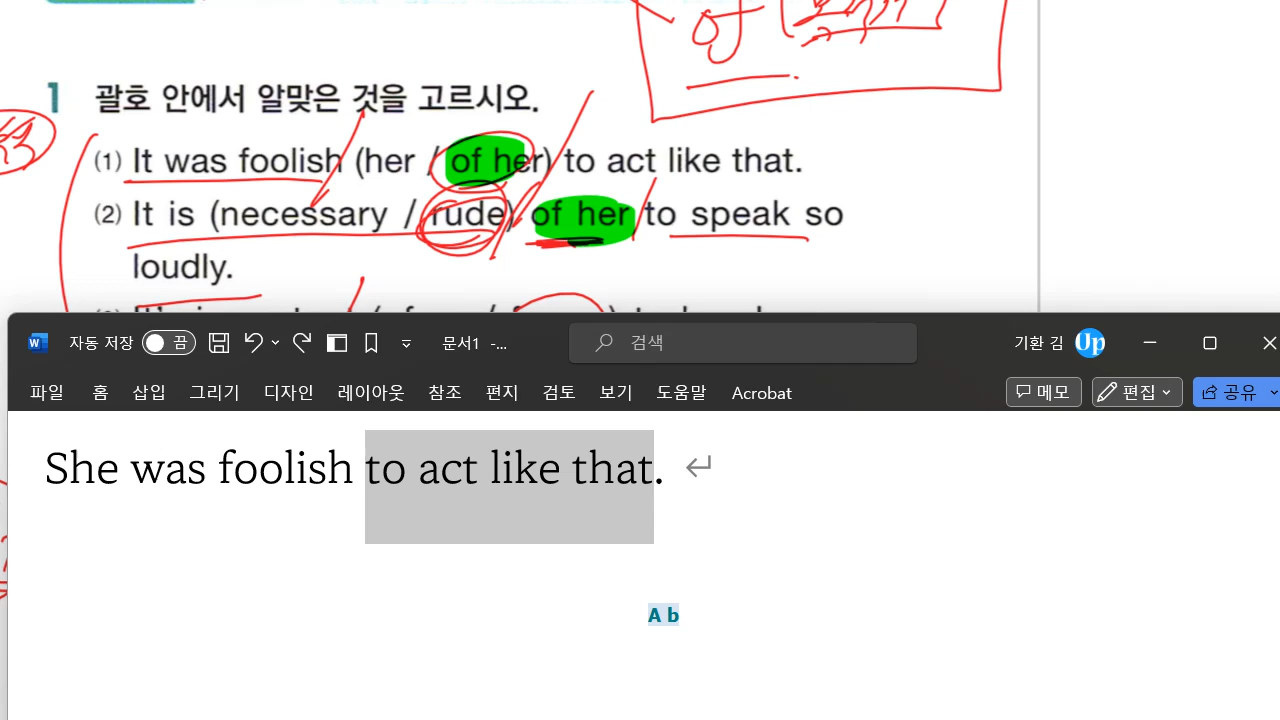 of
1 괄호 안에서 알맞은 것을 고르시오.
(1) It was foolish (her / of her) to act like that.
(2) It is (necessary / rude) of her to speak so
loudly.
자동 저장 끔 문서1 -... 검색 기환 김 Up
파일 홈 삽입 그리기 디자인 레이아웃 참조 편지 검토 보기 도움말 Acrobat 메모 편집 공유
She was foolish to act like that.
A b